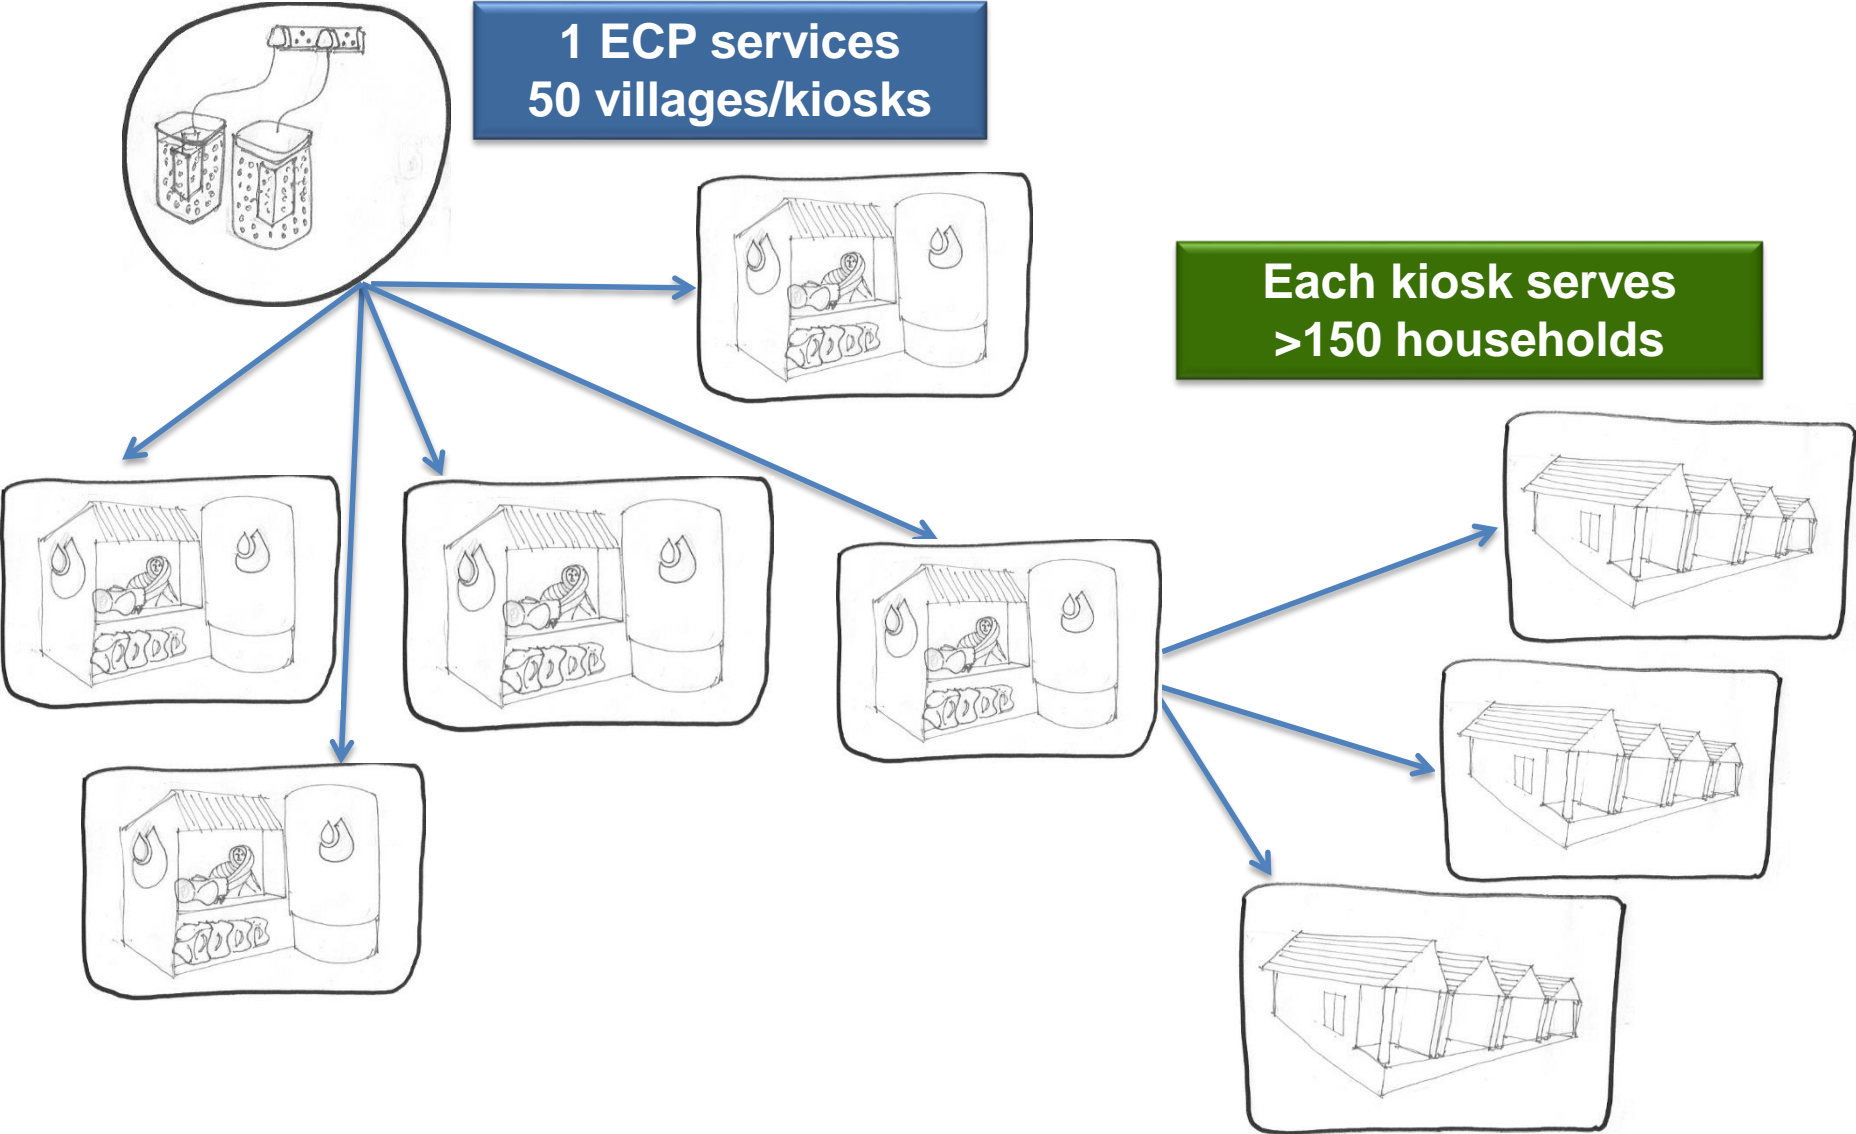 1 ECP services
50 villages/kiosks
Each kiosk serves
>150 households